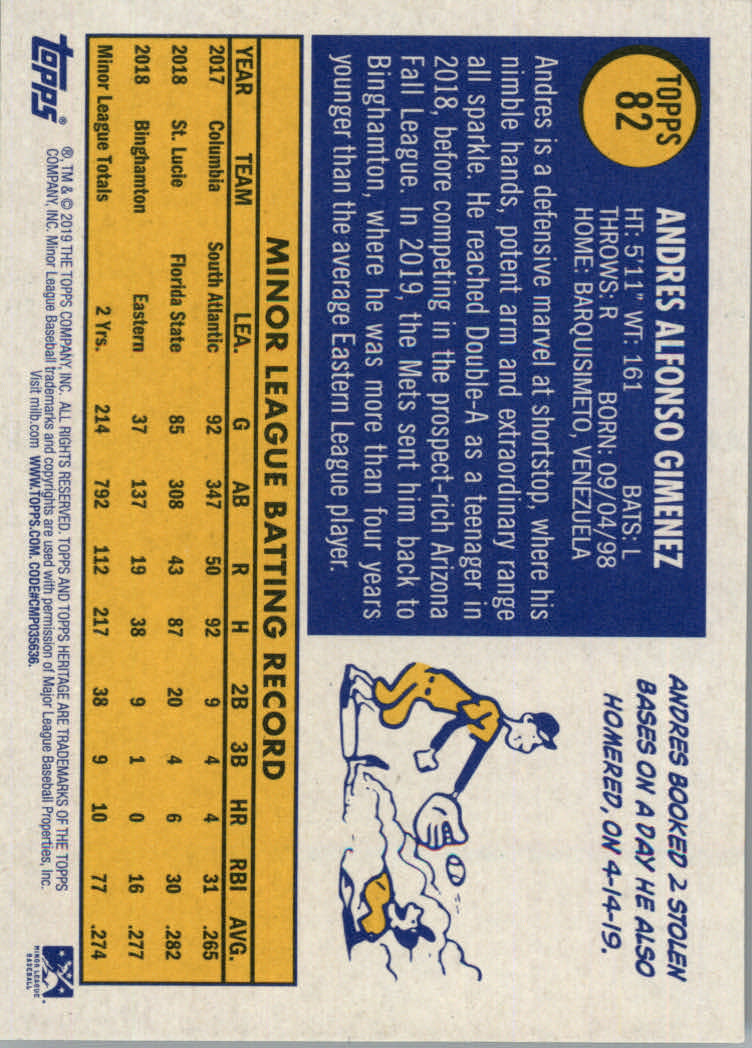 TOPPS
82
ANDRES ALFONSO GIMENEZ
HT: 5'11" WT: 161 BATS: L
THROWS: R BORN: 09/04/98
HOME: BARQUISIMETO, VENEZUELA
Andres is a defensive marvel at shortstop, where his
nimble hands, potent arm and extraordinary range
all sparkle. He reached Double-A as a teenager in
2018, before competing in the prospect-rich Arizona
Fall League. In 2019, the Mets sent him back to
Binghamton, where he was more than four years
younger than the average Eastern League player.
ANDRES BOOKED 2 STOLEN
BASES ON A DAY HE ALSO
HOMERED, ON 4-14-19.
MINOR LEAGUE BATTING RECORD
YEAR TEAM LEA. G AB R H 2B 3B HR RBI AVG.
2017 Columbia South Atlantic 92 347 50 92 9 4 4 31 .265
2018 St. Lucie Florida State 85 308 43 87 20 4 6 30 .282
2018 Binghamton Eastern 37 137 19 38 9 1 0 16 .277
Minor League Totals 2 Yrs. 214 792 112 217 38 9 10 77 .274
topps®
®, TM & © 2019 THE TOPPS COMPANY, INC. ALL RIGHTS RESERVED. TOPPS AND TOPPS HERITAGE ARE TRADEMARKS OF THE TOPPS
COMPANY, INC. Minor League Baseball trademarks and copyrights are used with permission of Major League Baseball Properties, Inc.
Visit milb.com WWW.TOPPS.COM. CODE#CMP035636.
MINOR LEAGUE
BASEBALL